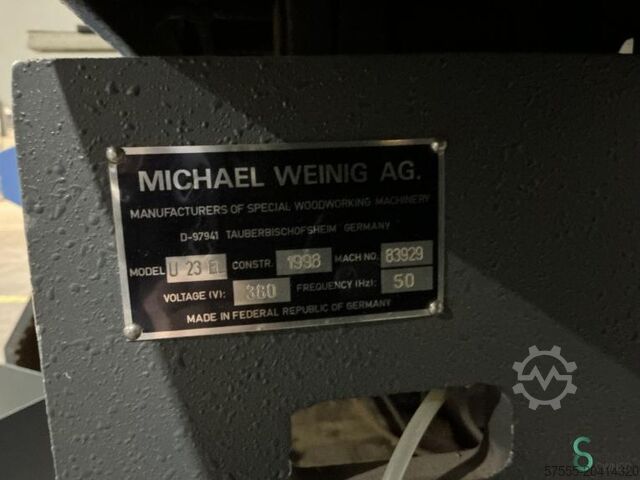 MICHAEL WEINIG AG.
MANUFACTURERS OF SPECIAL WOODWORKING MACHINERY
D-97941 TAUBERBISCHOFSHEIM GERMANY
MODEL U 23 EL CONSTR. 1998 MACH NO. 83929
VOLTAGE (V): 380 FREQUENCY (Hz): 50
MADE IN FEDERAL REPUBLIC OF GERMANY